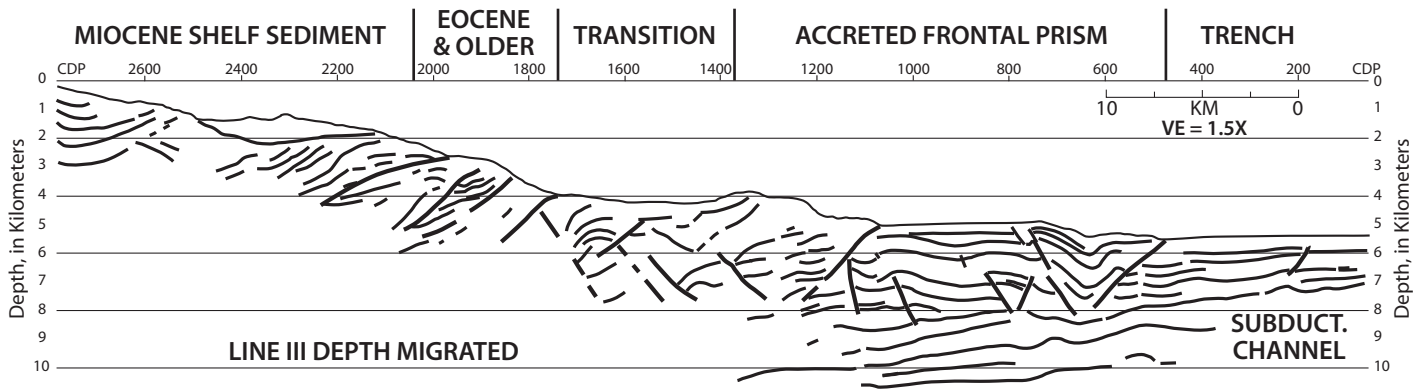 MIOCENE SHELF SEDIMENT
EOCENE
& OLDER
TRANSITION
ACCRETED FRONTAL PRISM
TRENCH
CDP 2600 2400 2200 2000 1800 1600 1400 1200 1000 800 600 400 200 CDP
0
1
2
3
4
5
6
7
8
9
10
Depth, in Kilometers
10 KM 0
VE = 1.5X
LINE III DEPTH MIGRATED
SUBDUCT.
CHANNEL
0
1
2
3
4
5
6
7
8
9
10
Depth, in Kilometers